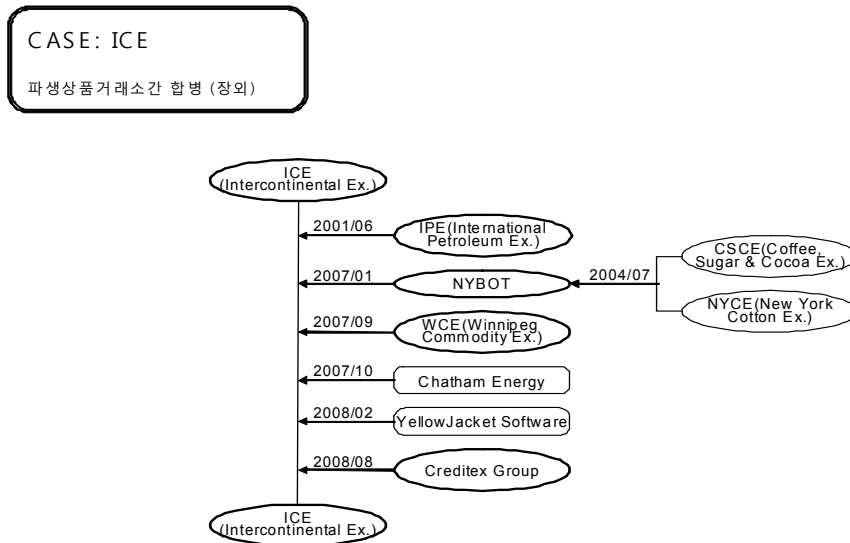 CASE: ICE
파생상품거래소간 합병 (장외)
ICE
(Intercontinental Ex.)
2001/06
IPE(International
Petroleum Ex.)
2007/01
NYBOT
2004/07
CSCE(Coffee,
Sugar & Cocoa Ex.)
NYCE(New York
Cotton Ex.)
2007/09
WCE(Winnipeg
Commodity Ex.)
2007/10
Chatham Energy
2008/02
YellowJacket Software
2008/08
Creditex Group
ICE
(Intercontinental Ex.)